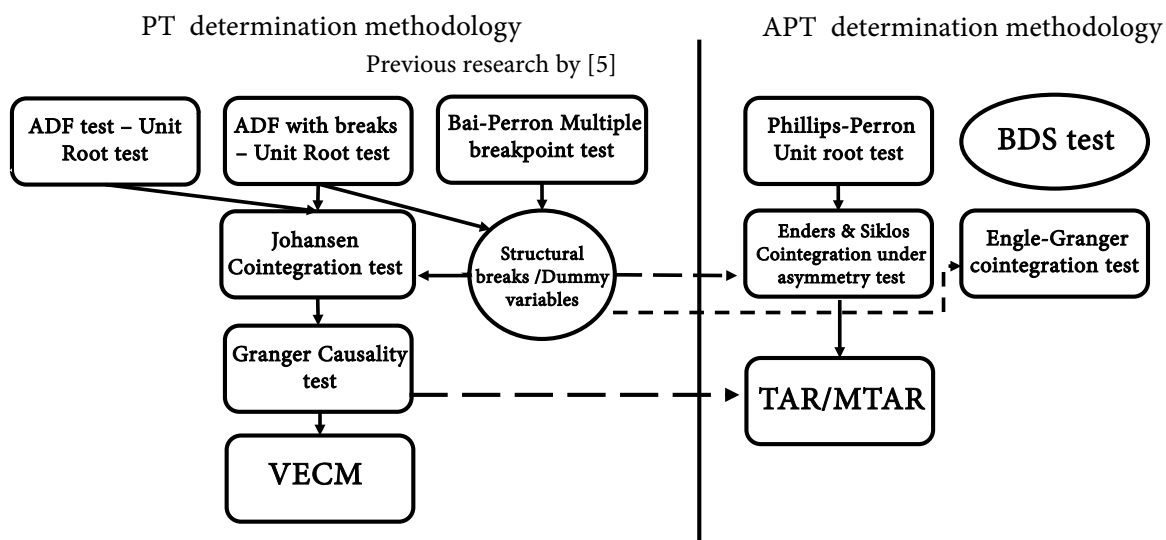 PT determination methodology
Previous research by [5]
ADF test – Unit
Root test
ADF with breaks
– Unit Root test
Bai-Perron Multiple
breakpoint test
Johansen
Cointegration test
Structural
breaks /Dummy
variables
Granger Causality
test
VECM
APT determination methodology
Phillips-Perron
Unit root test
BDS test
Enders & Siklos
Cointegration under
asymmetry test
Engle-Granger
cointegration test
TAR/MTAR